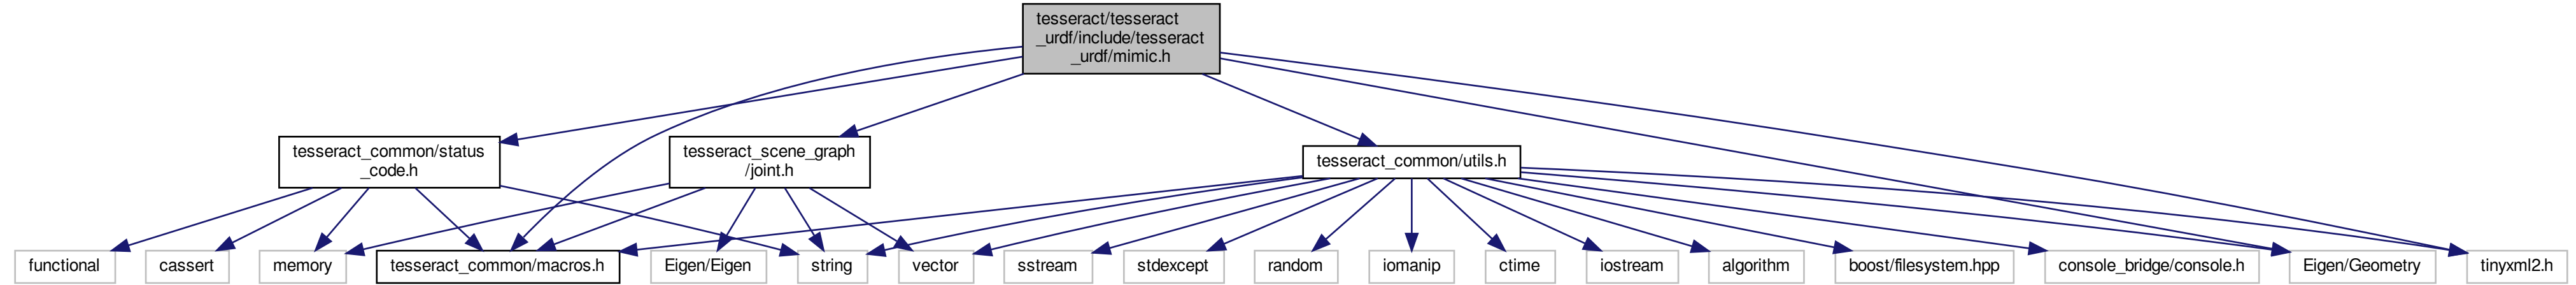 tesseract/tesseract
_urdf/include/tesseract
_urdf/mimic.h
tesseract_common/status
_code.h
tesseract_scene_graph
/joint.h
tesseract_common/utils.h
functional
cassert
memory
tesseract_common/macros.h
Eigen/Eigen
string
vector
sstream
stdexcept
random
iomanip
ctime
iostream
algorithm
boost/filesystem.hpp
console_bridge/console.h
Eigen/Geometry
tinyxml2.h